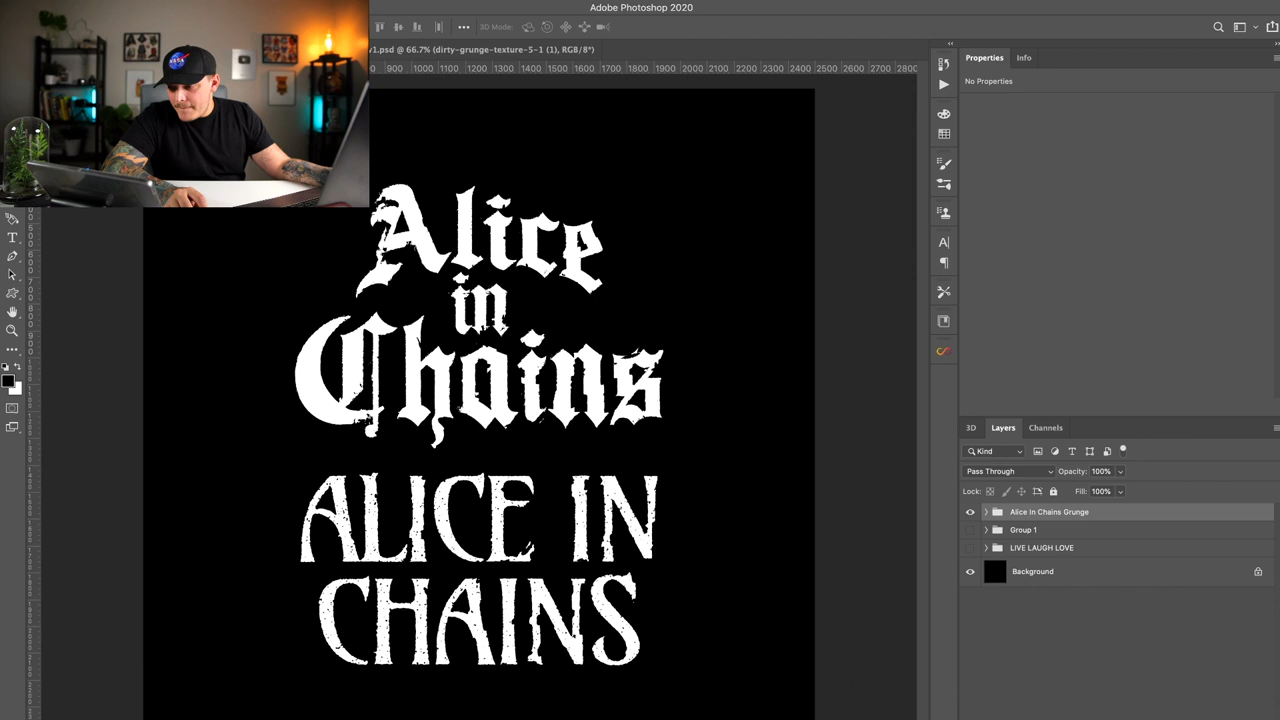 Adobe Photoshop 2020
3D Mode:
v1.psd @ 66.7% (dirty-grunge-texture-5-1 (1), RGB/8*)
900 1000 1100 1200 1300 1400 1500 1600 1700 1800 1900 2000 2100 2200 2300 2400 2500 2600 2700 2800
NASA
Properties Info
No Properties
Alice
in
Chains
ALICE IN
CHAINS
3D Layers Channels
Kind
Pass Through Opacity: 100%
Lock: Fill: 100%
Alice In Chains Grunge
Group 1
LIVE LAUGH LOVE
Background